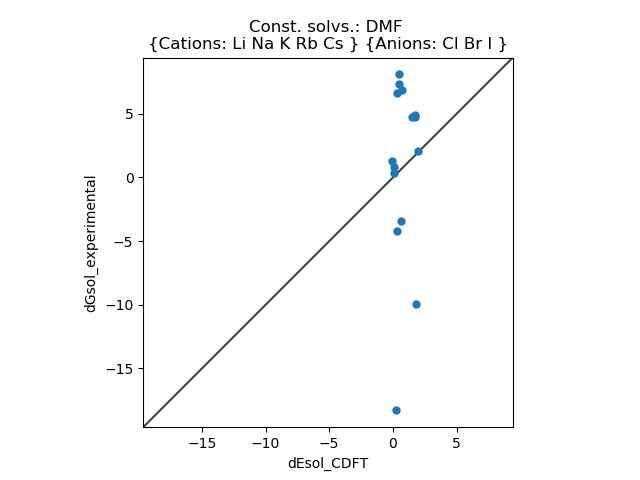 Const. solvs.: DMF
{Cations: Li Na K Rb Cs } {Anions: Cl Br I }
5
0
−5
−10
−15
dGsol_experimental
−15
−10
−5
0
5
dEsol_CDFT